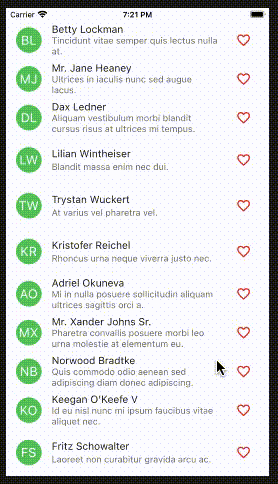 Carrier 7:21 PM
BL Betty Lockman
Tincidunt vitae semper quis lectus nulla
at.
MJ Mr. Jane Heaney
Ultrices in iaculis nunc sed augue
lacus.
DL Dax Ledner
Aliquam vestibulum morbi blandit
cursus risus at ultrices mi tempus.
LW Lilian Wintheiser
Blandit massa enim nec dui.
TW Trystan Wuckert
At varius vel pharetra vel.
KR Kristofer Reichel
Rhoncus urna neque viverra justo nec.
AO Adriel Okuneva
Mi in nulla posuere sollicitudin aliquam
ultrices sagittis orci a.
MX Mr. Xander Johns Sr.
Pharetra convallis posuere morbi leo
urna molestie at elementum eu.
NB Norwood Bradtke
Quis commodo odio aenean sed
adipiscing diam donec adipiscing.
KO Keegan O'Keefe V
Id eu nisl nunc mi ipsum faucibus vitae
aliquet nec.
FS Fritz Schowalter
Laoreet non curabitur gravida arcu ac.